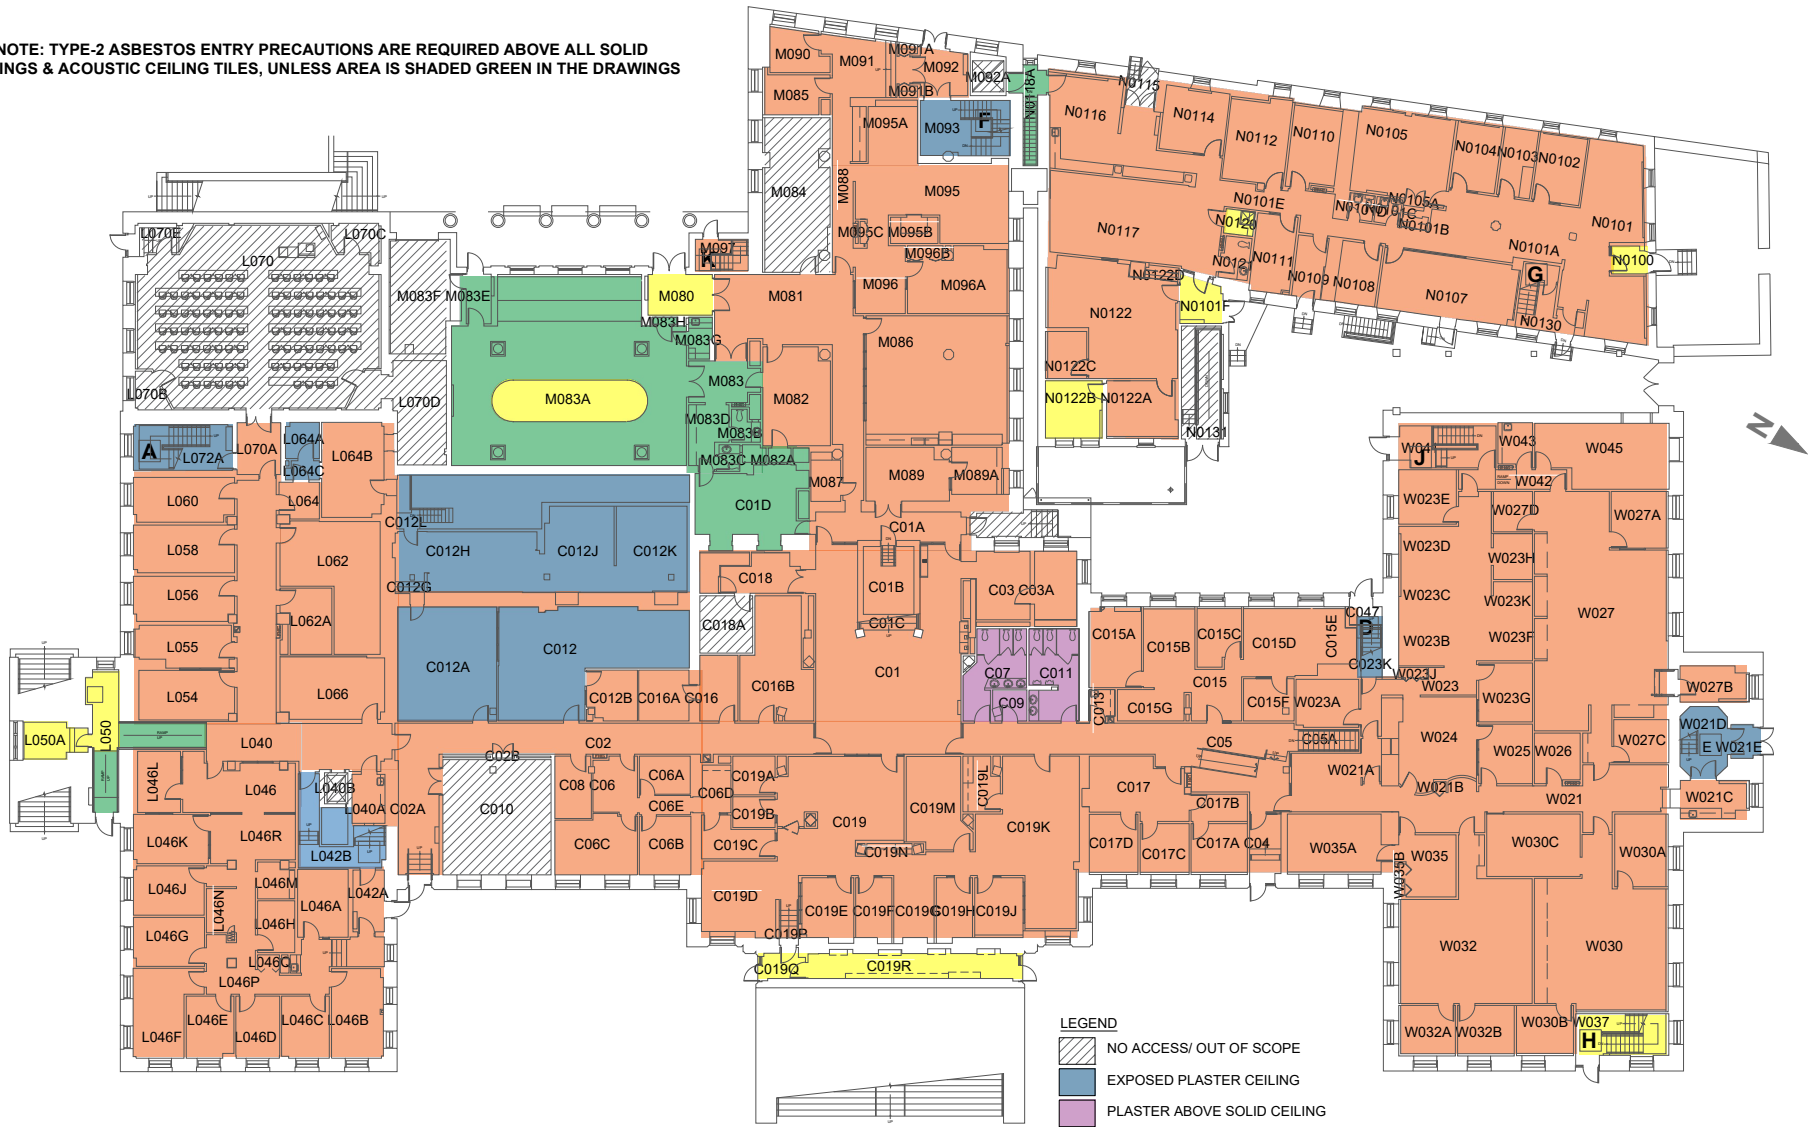 NOTE: TYPE-2 ASBESTOS ENTRY PRECAUTIONS ARE REQUIRED ABOVE ALL SOLID
INGS & ACOUSTIC CEILING TILES, UNLESS AREA IS SHADED GREEN IN THE DRAWINGS
M090
M091
M091A
M092
M092A
M085
M091B
M095A
M093
F
M084
M088
M095
M095C
M095B
M096B
M097
K
M096
M096A
M081
M080
M086
M082
M083
M083A
M083B
M083C
M083D
M083E
M083F
M083G
M083H
M082A
M087
M089
M089A
N0118A
N0115
N0116
N0114
N0112
N0110
N0105
N0104
N0103
N0102
N0105A
N0101E
N0101D
N0101C
N0101B
N0101A
N0101
N0100
N0120
N0117
N0111
N0109
N0108
N0107
G
N0130
N0122D
N0101F
N0122
N0122C
N0122B
N0122A
N0131
N
L070E
L070C
L070
L070B
L070D
A
L072A
L070A
L064A
L064C
L064B
L064
L060
L058
L056
L055
L054
L062
L062A
L066
L050A
L050
L040
L046L
L046
L040B
L040A
L046K
L046R
L042B
L046J
L046N
L046M
L046A
L042A
L046H
L046G
L046Q
L046P
L046F
L046E
L046D
L046C
L046B
C012L
C012H
C012J
C012K
C012G
C012A
C012
C012B
C016A
C016
C016B
C018
C018A
C01D
C01A
C01B
C01C
C01
C03
C03A
C07
C09
C011
C013
C015A
C015B
C015C
C015D
C015E
C015
C015G
C015F
C047
D
C023K
C02
C02B
C02A
C010
C08
C06
C06A
C06E
C06D
C06C
C06B
C019A
C019B
C019C
C019
C019M
C019L
C019K
C019N
C019D
C019E
C019F
C019G
C019H
C019J
C019P
C019Q
C019R
C05
C05A
C017
C017B
C017D
C017C
C017A
C04
W041
J
W043
W045
W042
W023E
W027D
W027A
W023D
W023H
W023C
W023K
W027
W023B
W023F
W023J
W023
W023G
W023A
W027B
W021D
E
W021E
W027C
W024
W025
W026
W021A
W021B
W021
W021C
W035A
W035B
W035
W030C
W030A
W032
W030
W032A
W032B
W030B
W037
H
LEGEND
NO ACCESS/ OUT OF SCOPE
EXPOSED PLASTER CEILING
PLASTER ABOVE SOLID CEILING